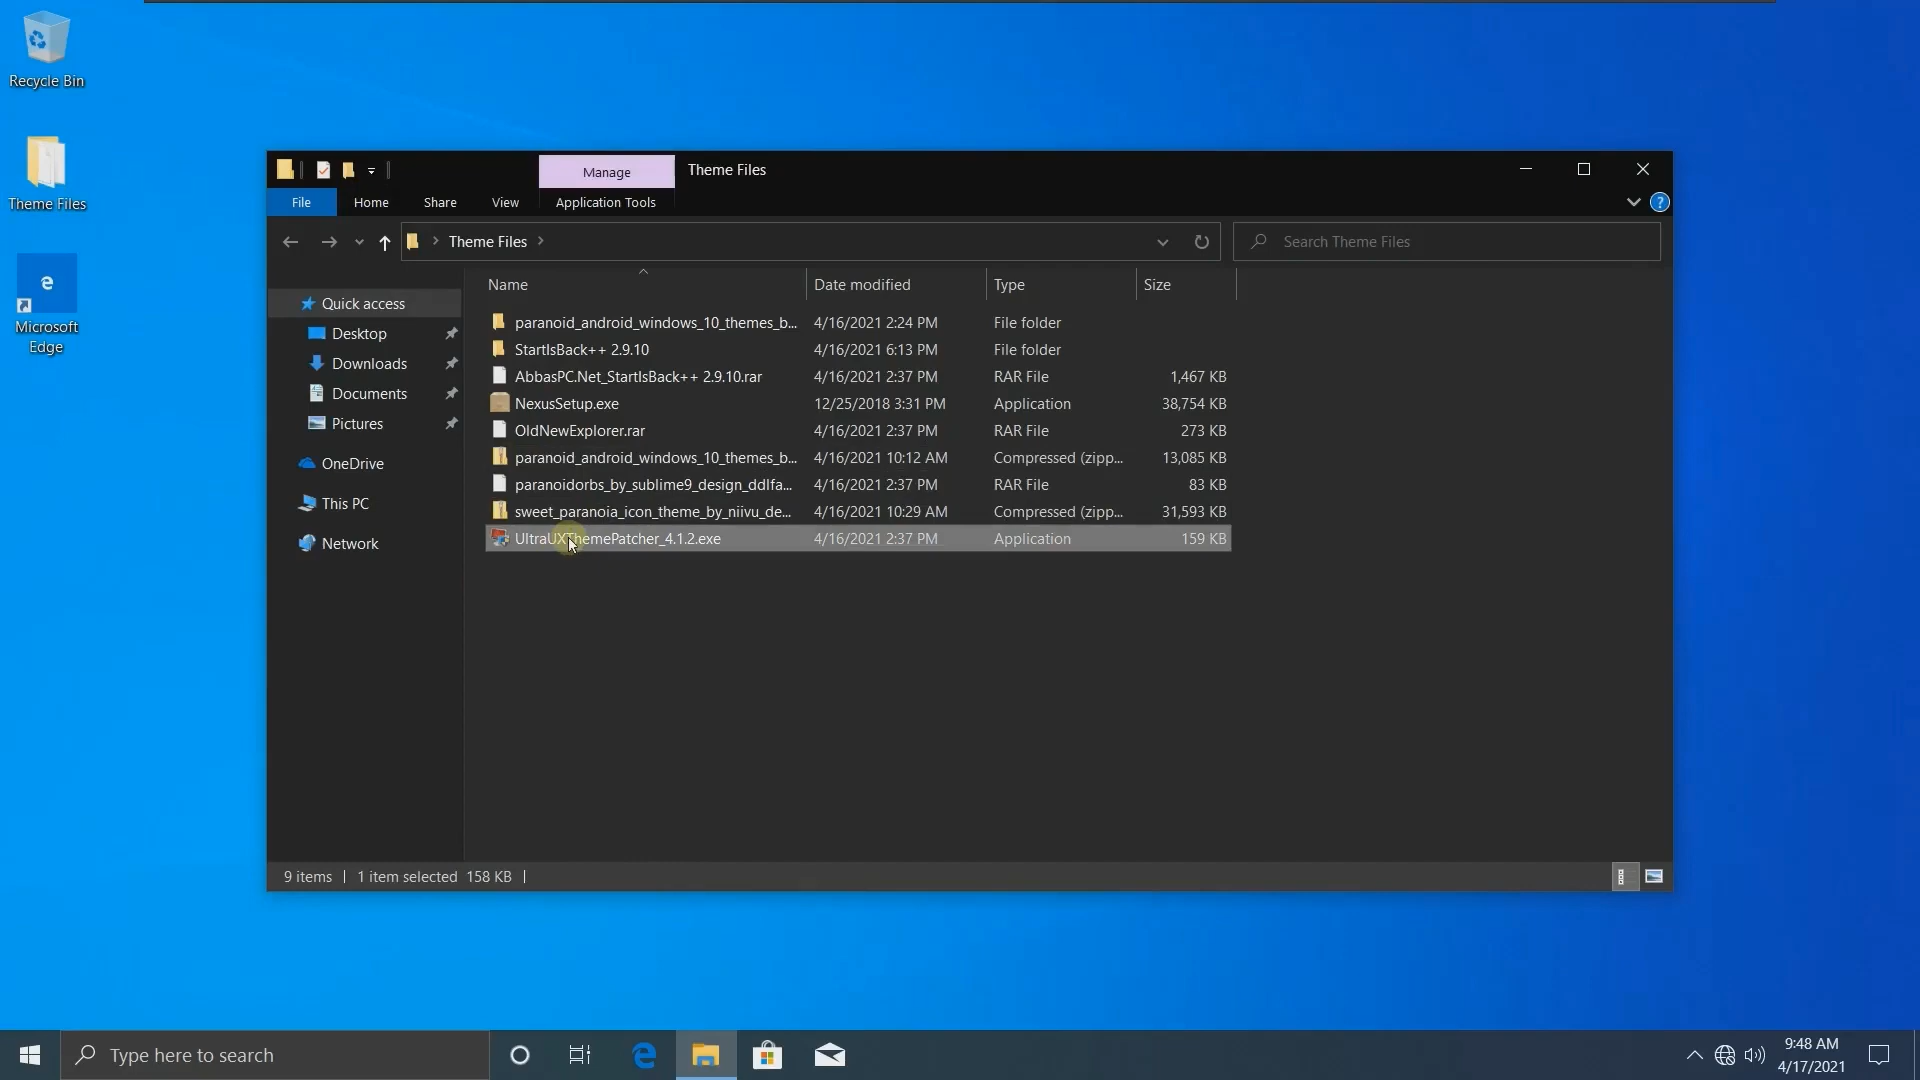 Recycle Bin
Theme Files
Microsoft
Edge
Manage
Theme Files
File
Home
Share
View
Application Tools
Theme Files
Search Theme Files
Name
Date modified
Type
Size
Quick access
Desktop
Downloads
Documents
Pictures
OneDrive
This PC
Network
paranoid_android_windows_10_themes_b... 4/16/2021 2:24 PM File folder
StartIsBack++ 2.9.10 4/16/2021 6:13 PM File folder
AbbasPC.Net_StartIsBack++ 2.9.10.rar 4/16/2021 2:37 PM RAR File 1,467 KB
NexusSetup.exe 12/25/2018 3:31 PM Application 38,754 KB
OldNewExplorer.rar 4/16/2021 2:37 PM RAR File 273 KB
paranoid_android_windows_10_themes_b... 4/16/2021 10:12 AM Compressed (zipp... 13,085 KB
paranoidorbs_by_sublime9_design_ddlfa... 4/16/2021 2:37 PM RAR File 83 KB
sweet_paranoia_icon_theme_by_niivu_de... 4/16/2021 10:29 AM Compressed (zipp... 31,593 KB
UltraUXThemePatcher_4.1.2.exe 4/16/2021 2:37 PM Application 159 KB
9 items 1 item selected 158 KB
Type here to search
9:48 AM
4/17/2021